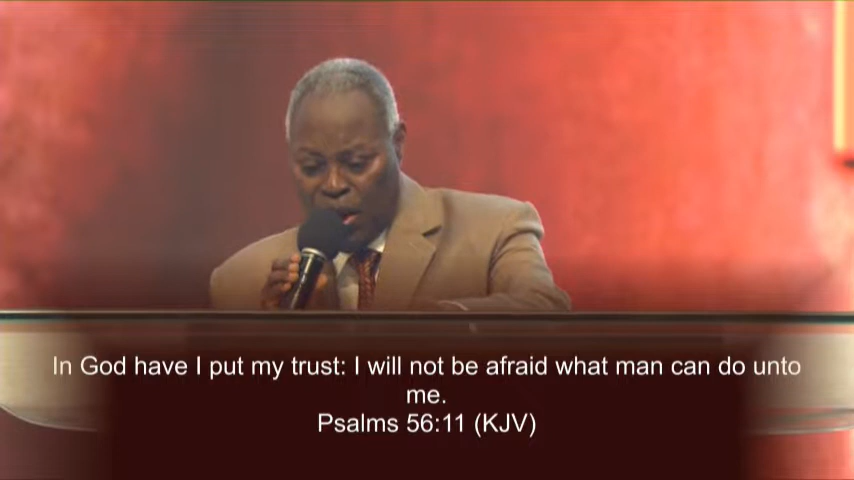 In God have I put my trust: I will not be afraid what man can do unto
me.
Psalms 56:11 (KJV)